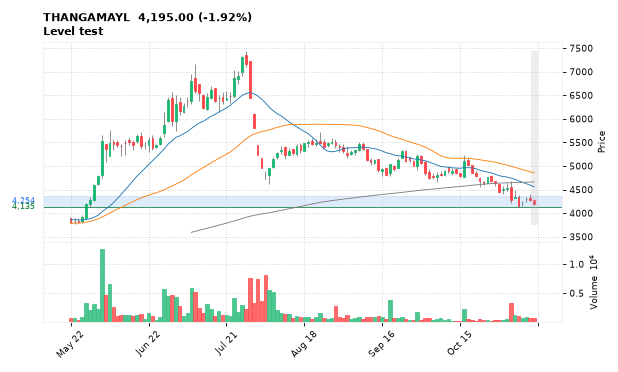 THANGAMAYL 4,195.00 (-1.92%)
Level test
7500
7000
6500
6000
5500
5000
4500
4000
3500
Price
4,254
4,135
1.0
0.5
Volume 10⁴
May 22
Jun 22
Jul 21
Aug 18
Sep 16
Oct 15